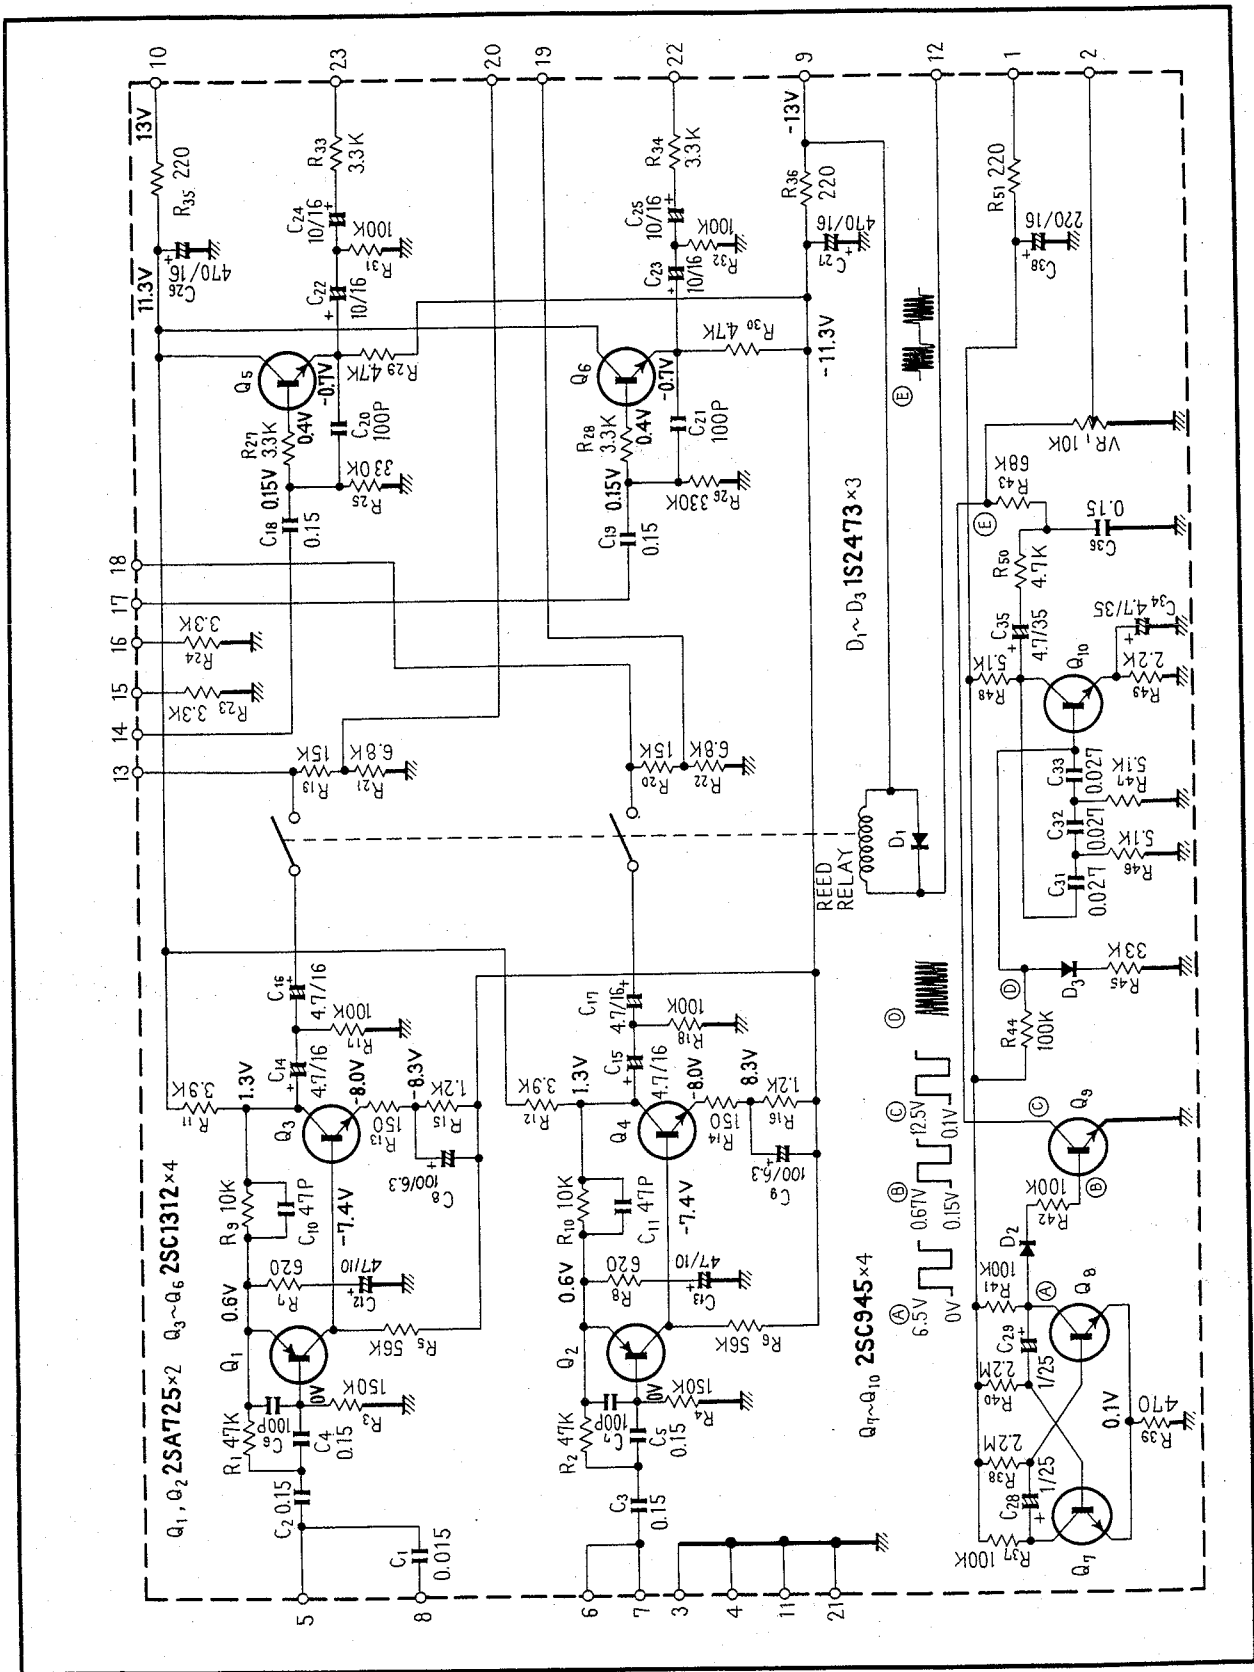 10
23
20
19
22
9
12
1
2
13V
R35 220
11.3V
C26 470/16
R33 3.3K
C24 10/16
R31 100K
C22 10/16
R34 3.3K
C25 10/16
R32 100K
C23 10/16
-13V
R36 220
C27 470/16
-11.3V
R51 220
C38 220/16
Q5
-0.7V
R29 4.7K
R27 3.3K
0.4V
C20 100P
0.15V
R25 330K
C18 0.15
Q6
-0.7V
R30 4.7K
R28 3.3K
0.4V
C21 100P
0.15V
R26 330K
C19 0.15
E
VR1 10K
68K R43
E
C36 0.15
R50 4.7K
C35 4.7/35
C34 4.7/35
R48 5.1K
Q10
R49 2.2K
D1~D3 1S2473×3
18
17
16
15
14
13
R24 3.3K
R23 3.3K
R19 15K
R21 6.8K
R20 15K
R22 6.8K
REED RELAY
D1
C33 0.027
R47 5.1K
C32 0.027
R46 5.1K
C31 0.027
D
D3
R45 33K
R44 100K
C16 4.7/16
R17 100K
C14 4.7/16
R11 3.9K
1.3V
Q3
-8.0V
R13 150
-8.3V
R15 1.2K
C8 100/6.3
R9 10K
C10 47P
-7.4V
C17 4.7/16
R18 100K
C15 4.7/16
R12 3.9K
1.3V
Q4
-8.0V
R14 150
-8.3V
R16 1.2K
C9 100/6.3
R10 10K
C11 47P
-7.4V
D
C 12.5V 0.1V
B 0.67V 0.15V
A 6.5V 0V
C
Q9
B
R42 100K
D2
0.6V
R7 620
C12 47/10
Q1
R5 56K
0V
R3 150K
C6 100P
R1 47K
C4 0.15
C2 0.15
C1 0.015
0.6V
R8 620
C13 47/10
Q2
R6 56K
0V
R4 150K
C7 100P
R2 47K
C5 0.15
C3 0.15
R41 100K
A
Q8
C29 1/25
R40 2.2M
0.1V
R39 470
R38 2.2M
C28 1/25
R37 100K
Q7
Q1, Q2 2SA725×2 Q3~Q6 2SC1312×4
Q7~Q10 2SC945×4
5
8
6
7
3
4
11
21